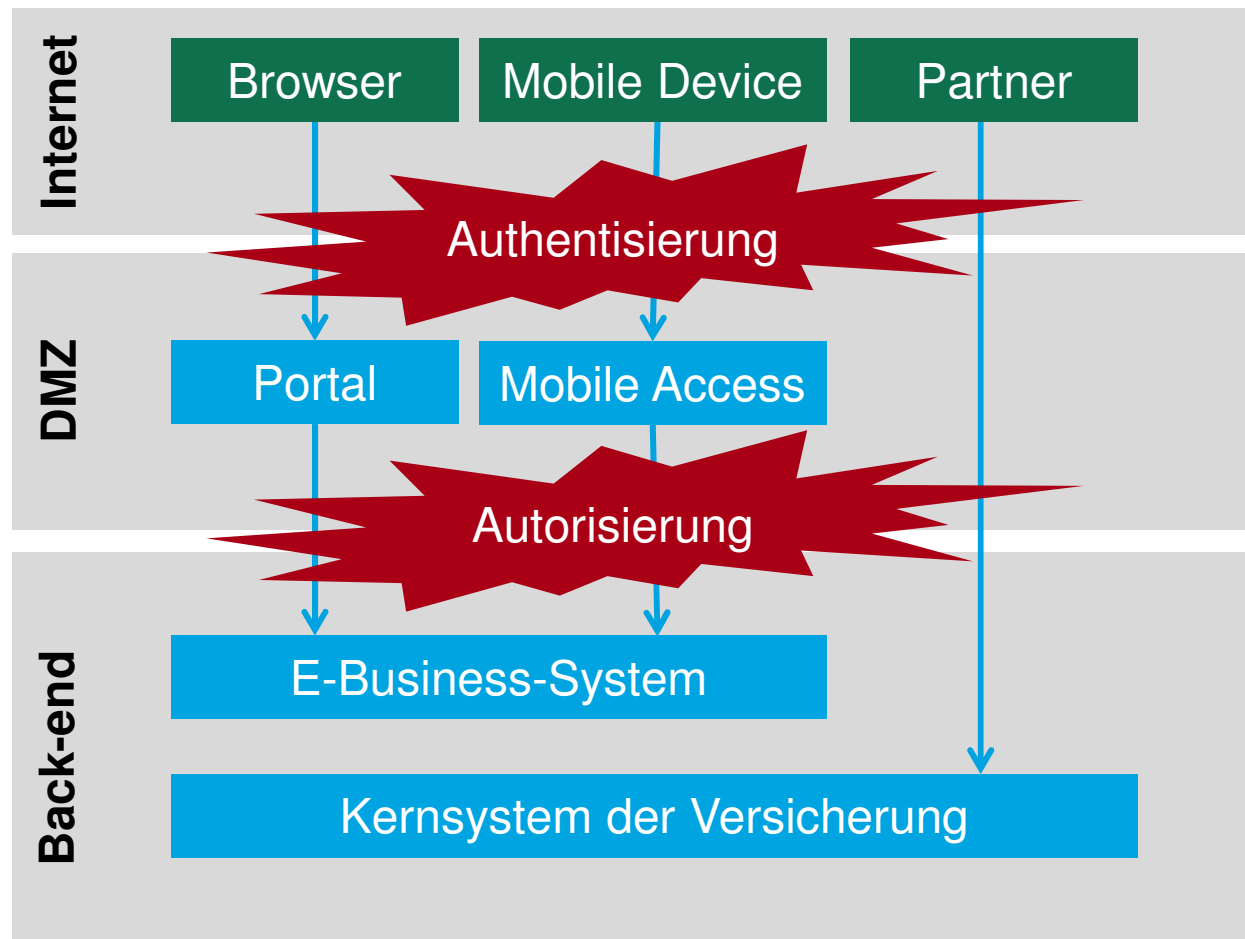 Internet
Browser
Mobile Device
Partner
Authentisierung
DMZ
Portal
Mobile Access
Autorisierung
Back-end
E-Business-System
Kernsystem der Versicherung